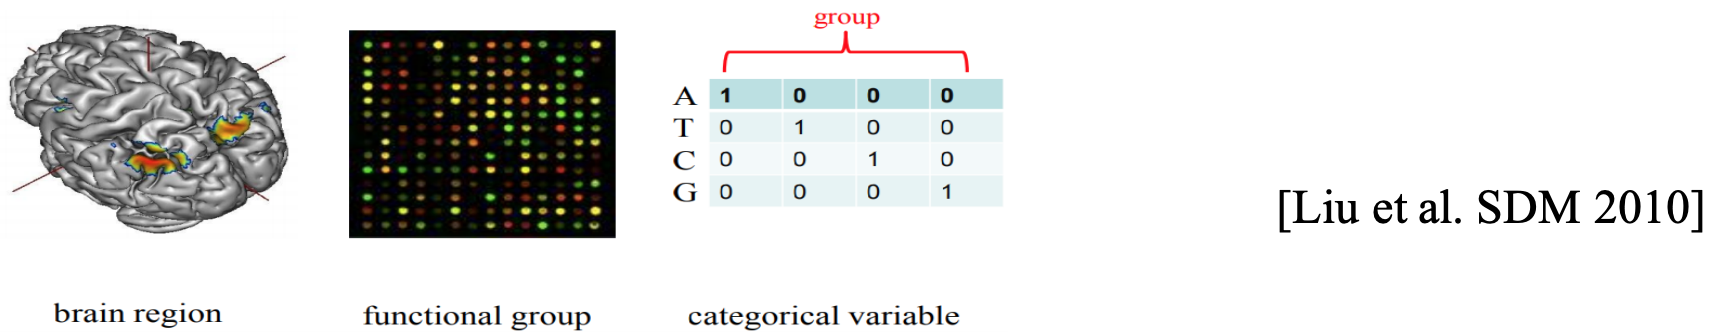 group
A 1 0 0 0
T 0 1 0 0
C 0 0 1 0
G 0 0 0 1
[Liu et al. SDM 2010]
brain region
functional group
categorical variable